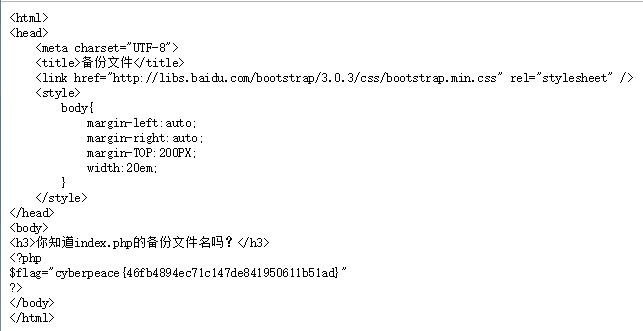 <html>
<head>
    <meta charset="UTF-8">
    <title>备份文件</title>
    <link href="http://libs.baidu.com/bootstrap/3.0.3/css/bootstrap.min.css" rel="stylesheet" />
    <style>
        body{
            margin-left:auto;
            margin-right:auto;
            margin-TOP:200PX;
            width:20em;
        }
    </style>
</head>
<body>
<h3>你知道index.php的备份文件名吗？</h3>
<?php
$flag="cyberpeace{46fb4894ec71c147de841950611b51ad}"
?>
</body>
</html>